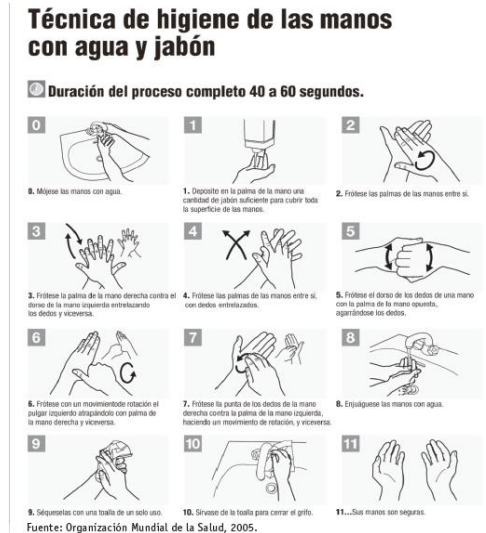 Técnica de higiene de las manos
con agua y jabón
Duración del proceso completo 40 a 60 segundos.
0
1
2
0. Mójese las manos con agua.
1. Deposite en la palma de la mano una
cantidad de jabón suficiente para cubrir toda
la superficie de las manos.
2. Frótese las palmas de las manos entre si.
3
4
5
3. Frótese la palma de la mano derecha contra el
dorso de la mano izquierda entrelazando
los dedos y viceversa.
4. Frótese las palmas de las manos entre si,
con dedos entrelazados.
5. Frótese el dorso de los dedos de una mano
con la palma de la mano opuesta,
agarrándose los dedos.
6
7
8
6. Frótese con un movimientode rotación el
pulgar izquierdo atrapándolo con palma de
la mano derecha y viceversa.
7. Frótese la punta de los dedos de la mano
derecha contra la palma de la mano izquierda,
haciendo un movimiento de rotación, y viceversa.
8. Enjuáguese las manos con agua.
9
10
11
9. Séqueselas con una toalla de un solo uso.
10. Sírvase de la toalla para cerrar el grifo.
11...Sus manos son seguras.
Fuente: Organización Mundial de la Salud, 2005.